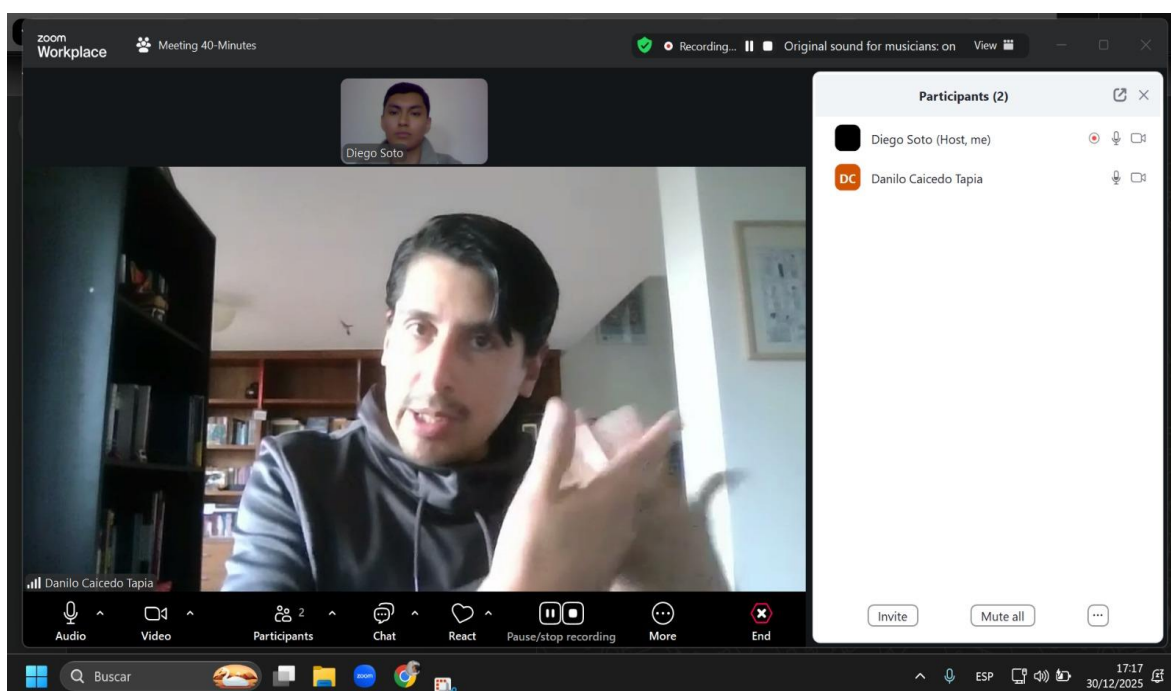 zoom
Workplace
Meeting 40-Minutes
Recording...
Original sound for musicians: on
View
Diego Soto
Participants (2)
Diego Soto (Host, me)
DC
Danilo Caicedo Tapia
Danilo Caicedo Tapia
2
Audio
Video
Participants
Chat
React
Pause/stop recording
More
End
Invite
Mute all
Buscar
zoom
ESP
17:17
30/12/2025